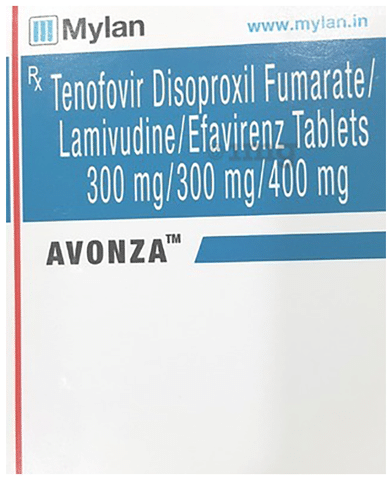 Mylan
www.mylan.in
Rx Tenofovir Disoproxil Fumarate/
Lamivudine/Efavirenz Tablets
300 mg/300 mg/400 mg
AVONZA™